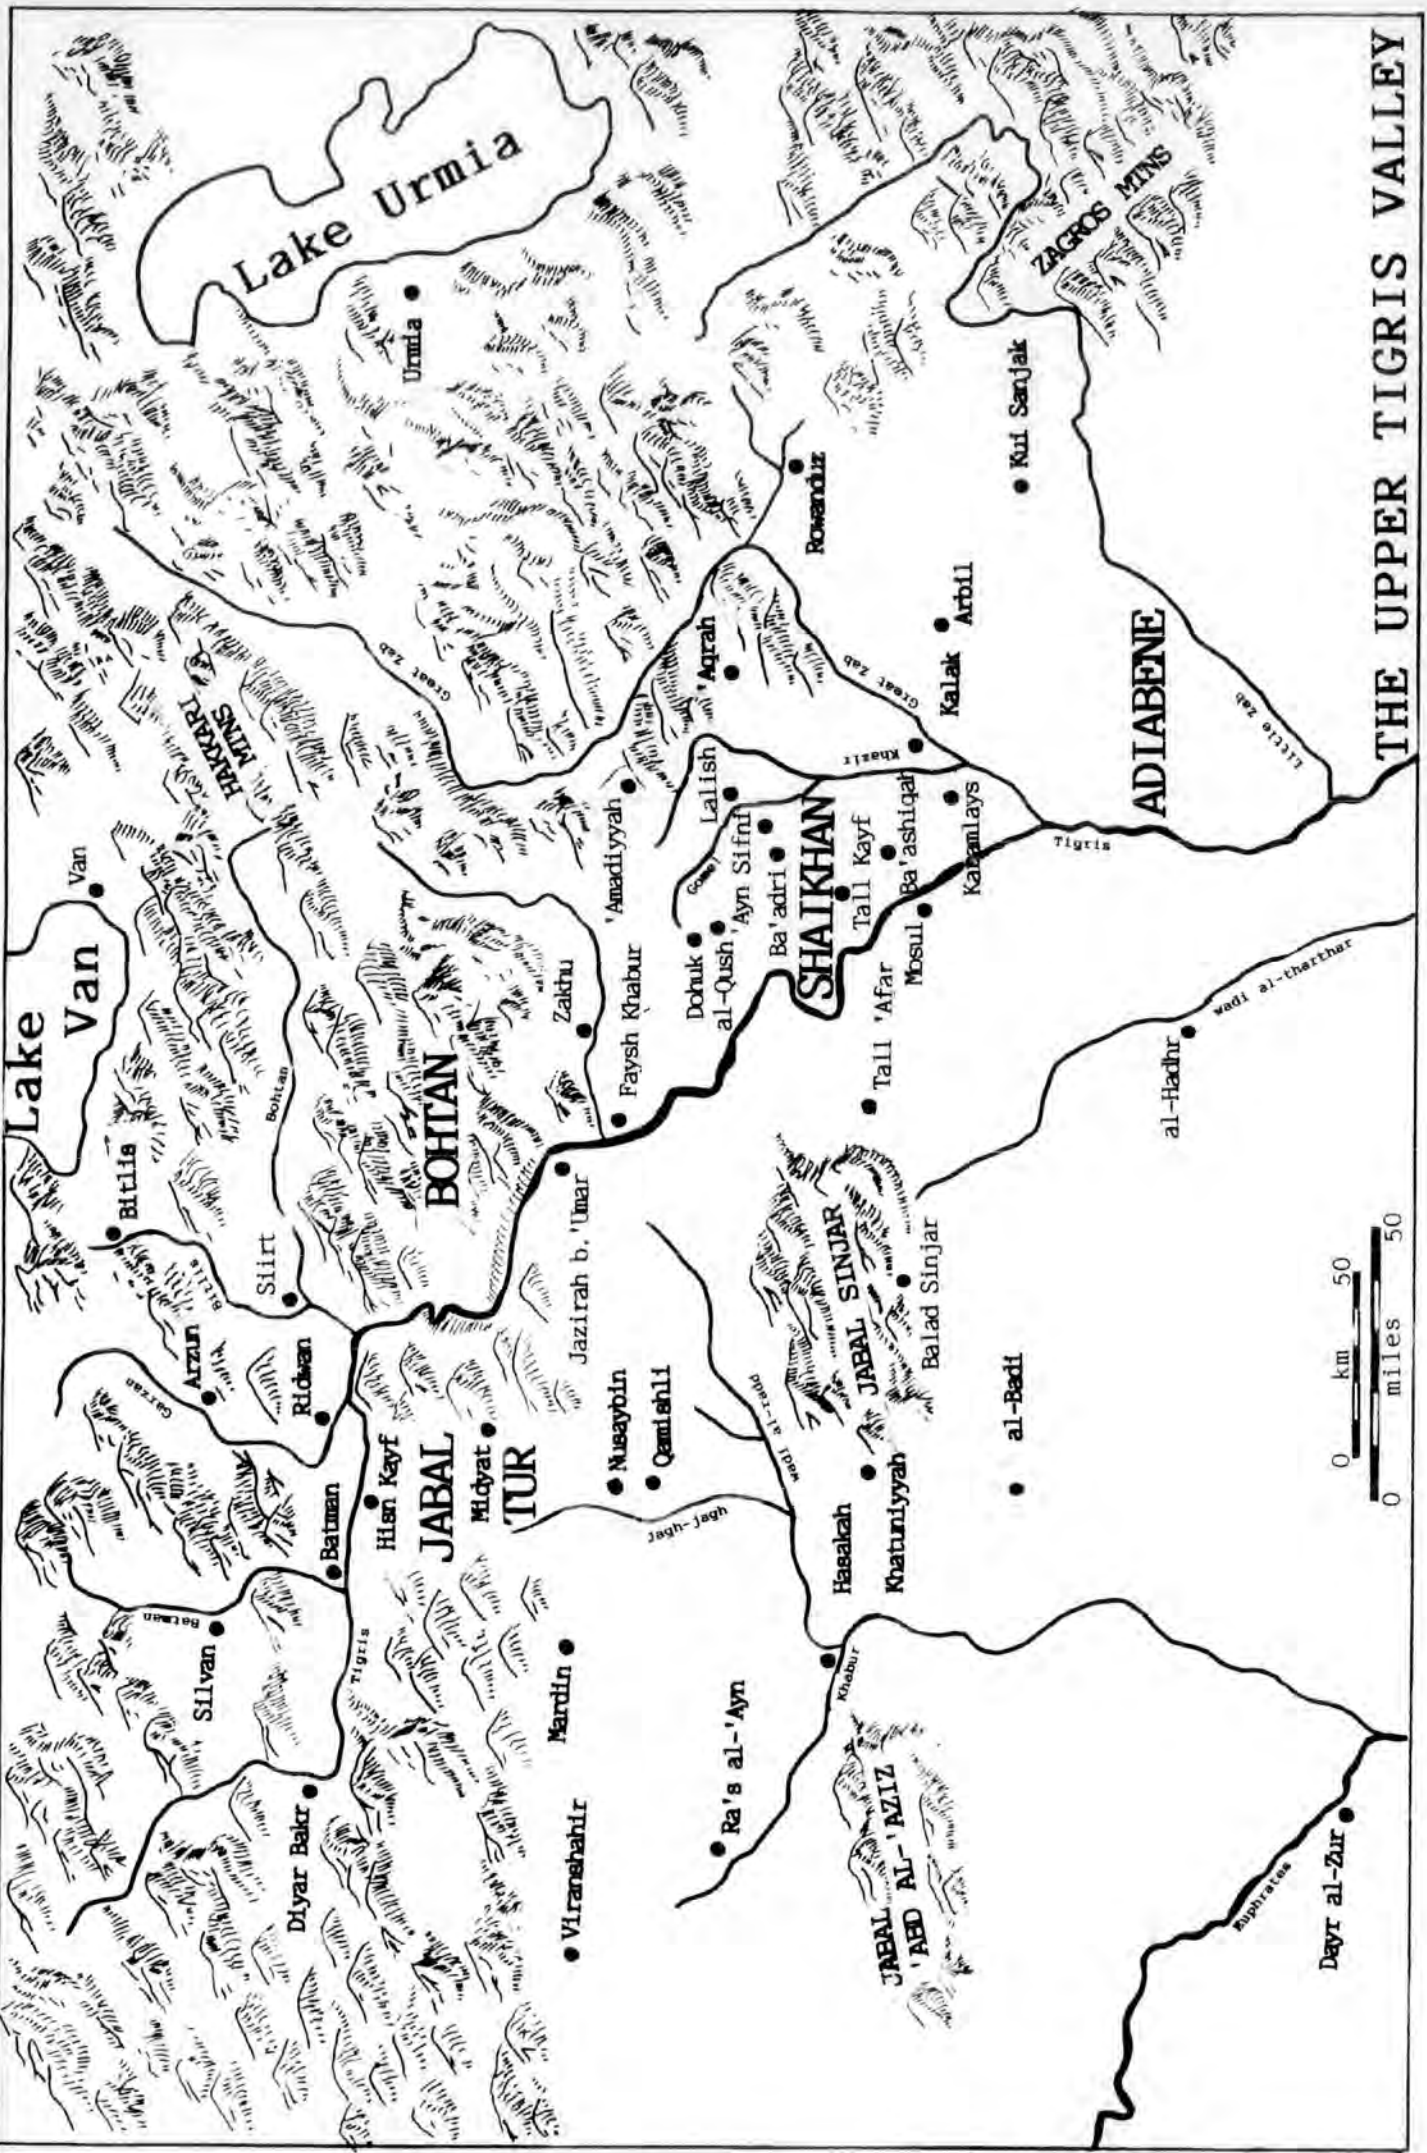 Lake
Van
Van
Lake Urmia
Urmia
HAKKARI
MTNS
Great Zab
Bitlis
Bitlis
Bohtan
Siirt
Arzun
Garzan
Ridwan
Batman
Batman
Silvan
Diyar Bakr
Tigris
Hisn Kayf
BOHTAN
JABAL
TUR
Midyat
Mardin
Viranshahir
Nusaybin
Qamishli
Jagh-jagh
Jazirah b. 'Umar
Zakhu
Faysh Khabur
'Amadiyyah
Dohuk
al-Qush
Gomel
'Ayn Sifni
Lalish
Ba'adri
SHAIKHAN
'Aqrah
Rowanduz
Great Zab
Khazir
Tall Kayf
Ba'ashiqah
Mosul
Karamlays
Kalak
Arbil
Kui Sanjak
ZAGROS MTNS
ADIABENE
Little Zab
Tigris
Tall 'Afar
wadi al-tharthar
al-Hadhr
JABAL SINJAR
Balad Sinjar
wadi al-radd
Khatuniyyah
Hasakah
al-Badi
Ra's al-'Ayn
Khabur
JABAL
'ABD AL-'AZIZ
Euphrates
Dayr al-Zur
0 km 50
0 miles 50
THE UPPER TIGRIS VALLEY